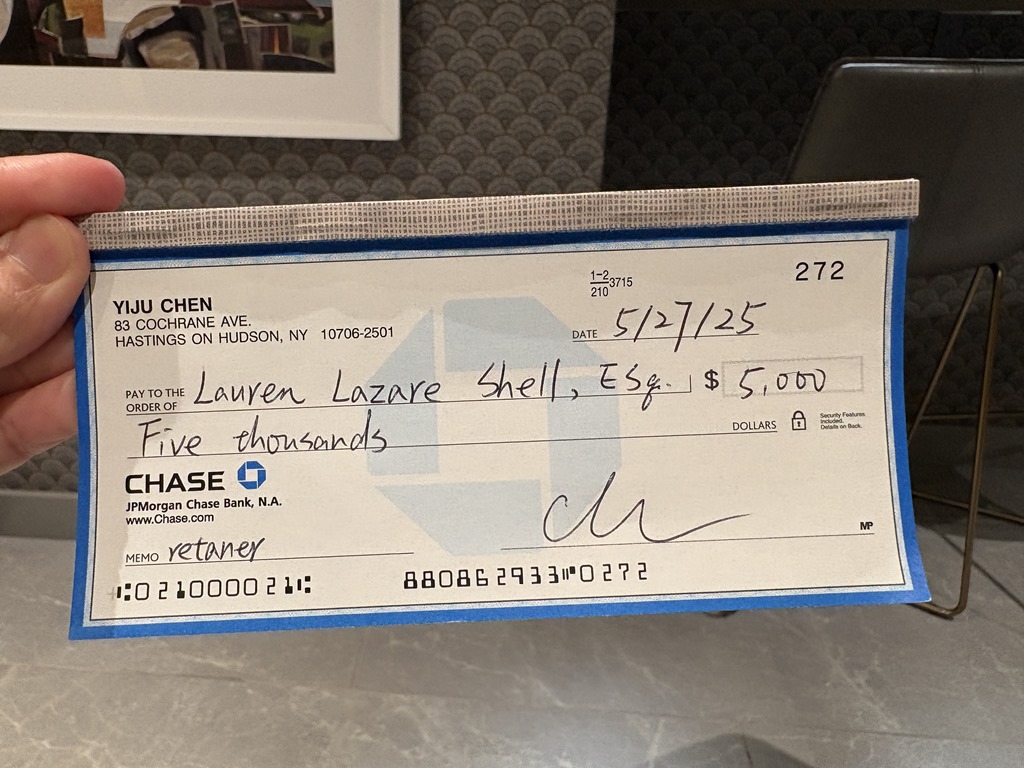 272
1-2
210 3715
YIJU CHEN
83 COCHRANE AVE.
HASTINGS ON HUDSON, NY 10706-2501
DATE 5/27/25
PAY TO THE
ORDER OF Lauren Lazare Shell, Esq. $ 5,000
Five thousands DOLLARS
Security Features
Included.
Details on Back.
CHASE
JPMorgan Chase Bank, N.A.
www.Chase.com
MP
MEMO retaner
⑆021000021⑆ 880862933⑈0272